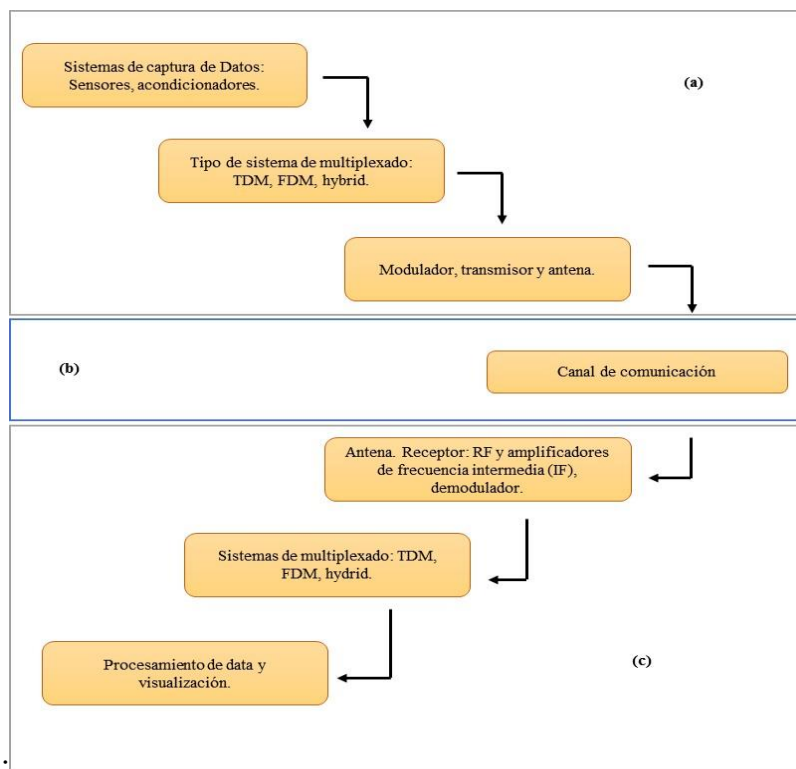 Sistemas de captura de Datos:
Sensores, acondicionadores.
(a)
Tipo de sistema de multiplexado:
TDM, FDM, hybrid.
Modulador, transmisor y antena.
(b)
Canal de comunicación
Antena. Receptor: RF y amplificadores
de frecuencia intermedia (IF),
demodulador.
Sistemas de multiplexado: TDM,
FDM, hydrid.
Procesamiento de data y
visualización.
(c)
.